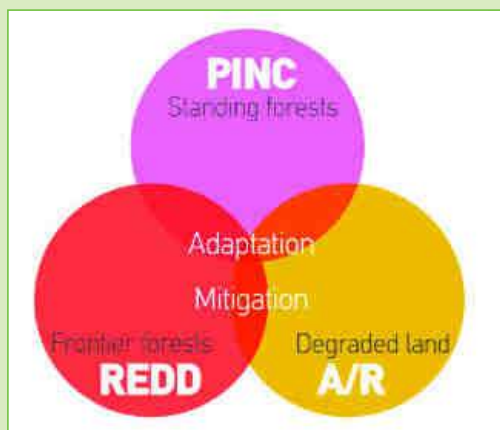 PINC
Standing forests
Adaptation
Mitigation
Frontier forests
REDD
Degraded land
A/R